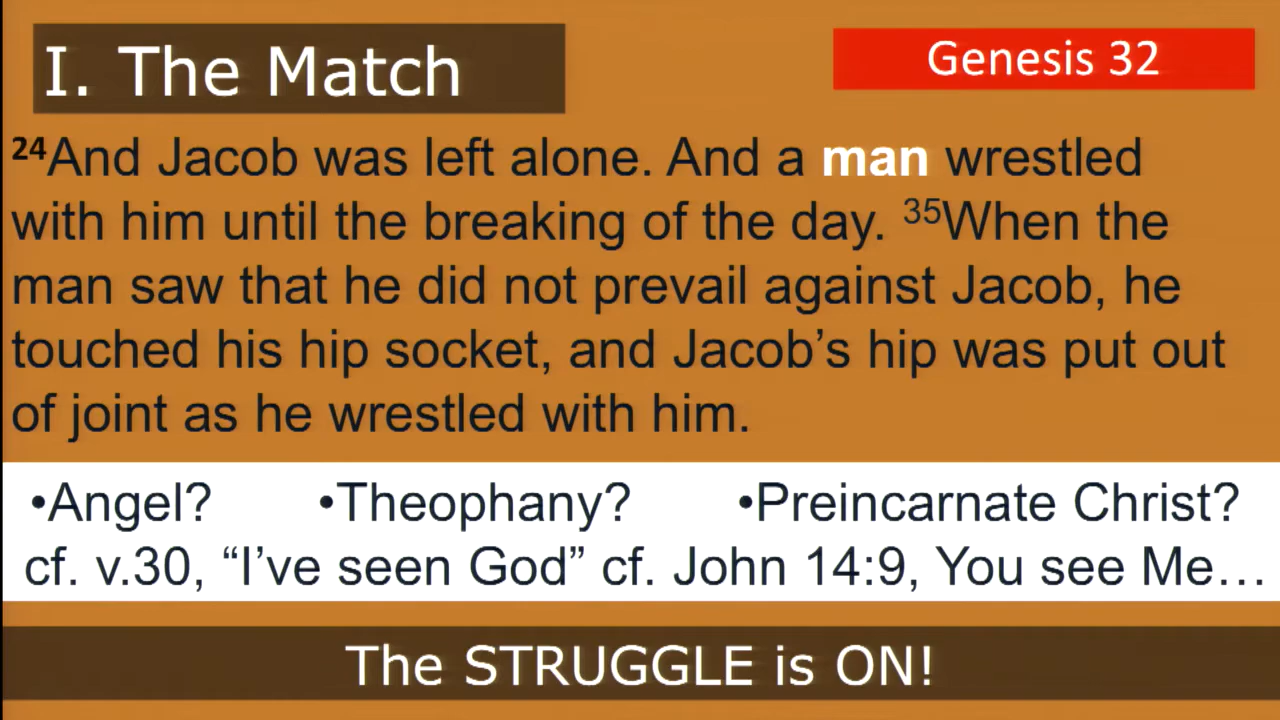 I. The Match
Genesis 32
24And Jacob was left alone. And a man wrestled
with him until the breaking of the day. 35When the
man saw that he did not prevail against Jacob, he
touched his hip socket, and Jacob’s hip was put out
of joint as he wrestled with him.
•Angel? •Theophany? •Preincarnate Christ?
cf. v.30, “I’ve seen God” cf. John 14:9, You see Me…
The STRUGGLE is ON!